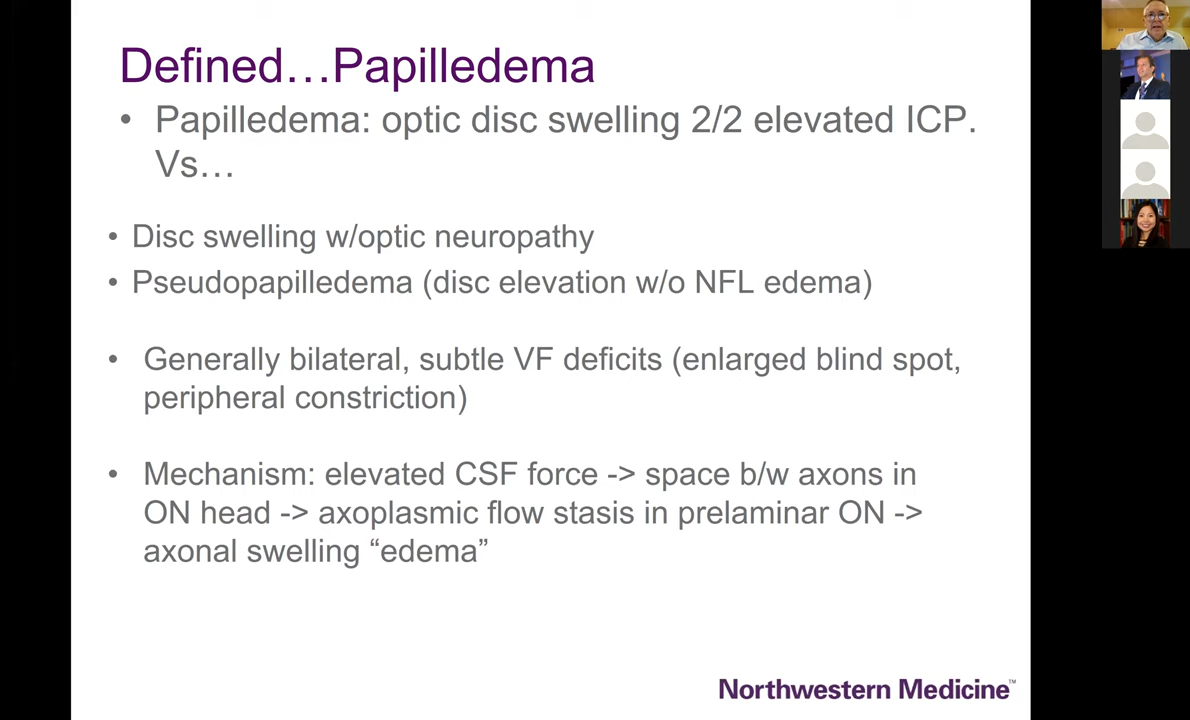 Defined…Papilledema
• Papilledema: optic disc swelling 2/2 elevated ICP.
Vs…
• Disc swelling w/optic neuropathy
• Pseudopapilledema (disc elevation w/o NFL edema)
• Generally bilateral, subtle VF deficits (enlarged blind spot,
peripheral constriction)
• Mechanism: elevated CSF force -> space b/w axons in
ON head -> axoplasmic flow stasis in prelaminar ON ->
axonal swelling “edema”
Northwestern Medicine™